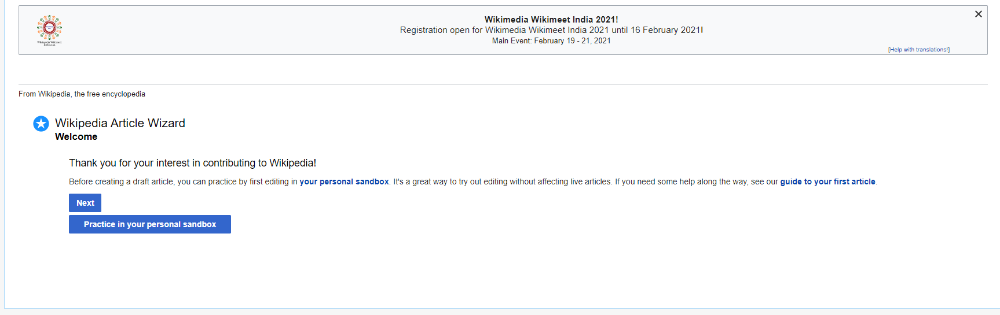 Wikimedia Wikimeet India 2021!
Registration open for Wikimedia Wikimeet India 2021 until 16 February 2021!
Main Event: February 19 - 21, 2021
Wikimedia Wikimeet
India 2021
[Help with translations!]
From Wikipedia, the free encyclopedia
Wikipedia Article Wizard
Welcome
Thank you for your interest in contributing to Wikipedia!
Before creating a draft article, you can practice by first editing in your personal sandbox. It's a great way to try out editing without affecting live articles. If you need some help along the way, see our guide to your first article.
Next
Practice in your personal sandbox